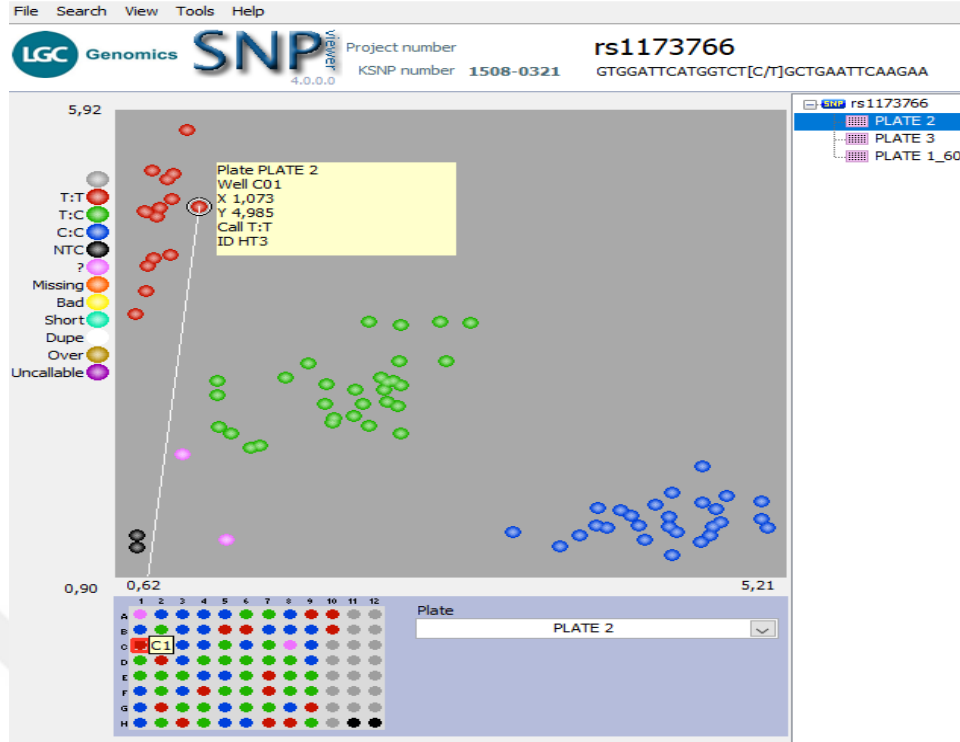 File Search View Tools Help
LGC Genomics SNP viewer 4.0.0.0
Project number
KSNP number 1508-0321
rs1173766
GTGGATTCATGGTCT[C/T]GCTGAATTCAAGAA
rs1173766
PLATE 2
PLATE 3
PLATE 1_60
5,92
T:T
T:C
C:C
NTC
?
Missing
Bad
Short
Dupe
Over
Uncallable
Plate PLATE 2
Well C01
X 1,073
Y 4,985
Call T:T
ID HT3
0,90
0,62
5,21
1 2 3 4 5 6 7 8 9 10 11 12
A
B
C
D
E
F
G
H
C1
Plate
PLATE 2